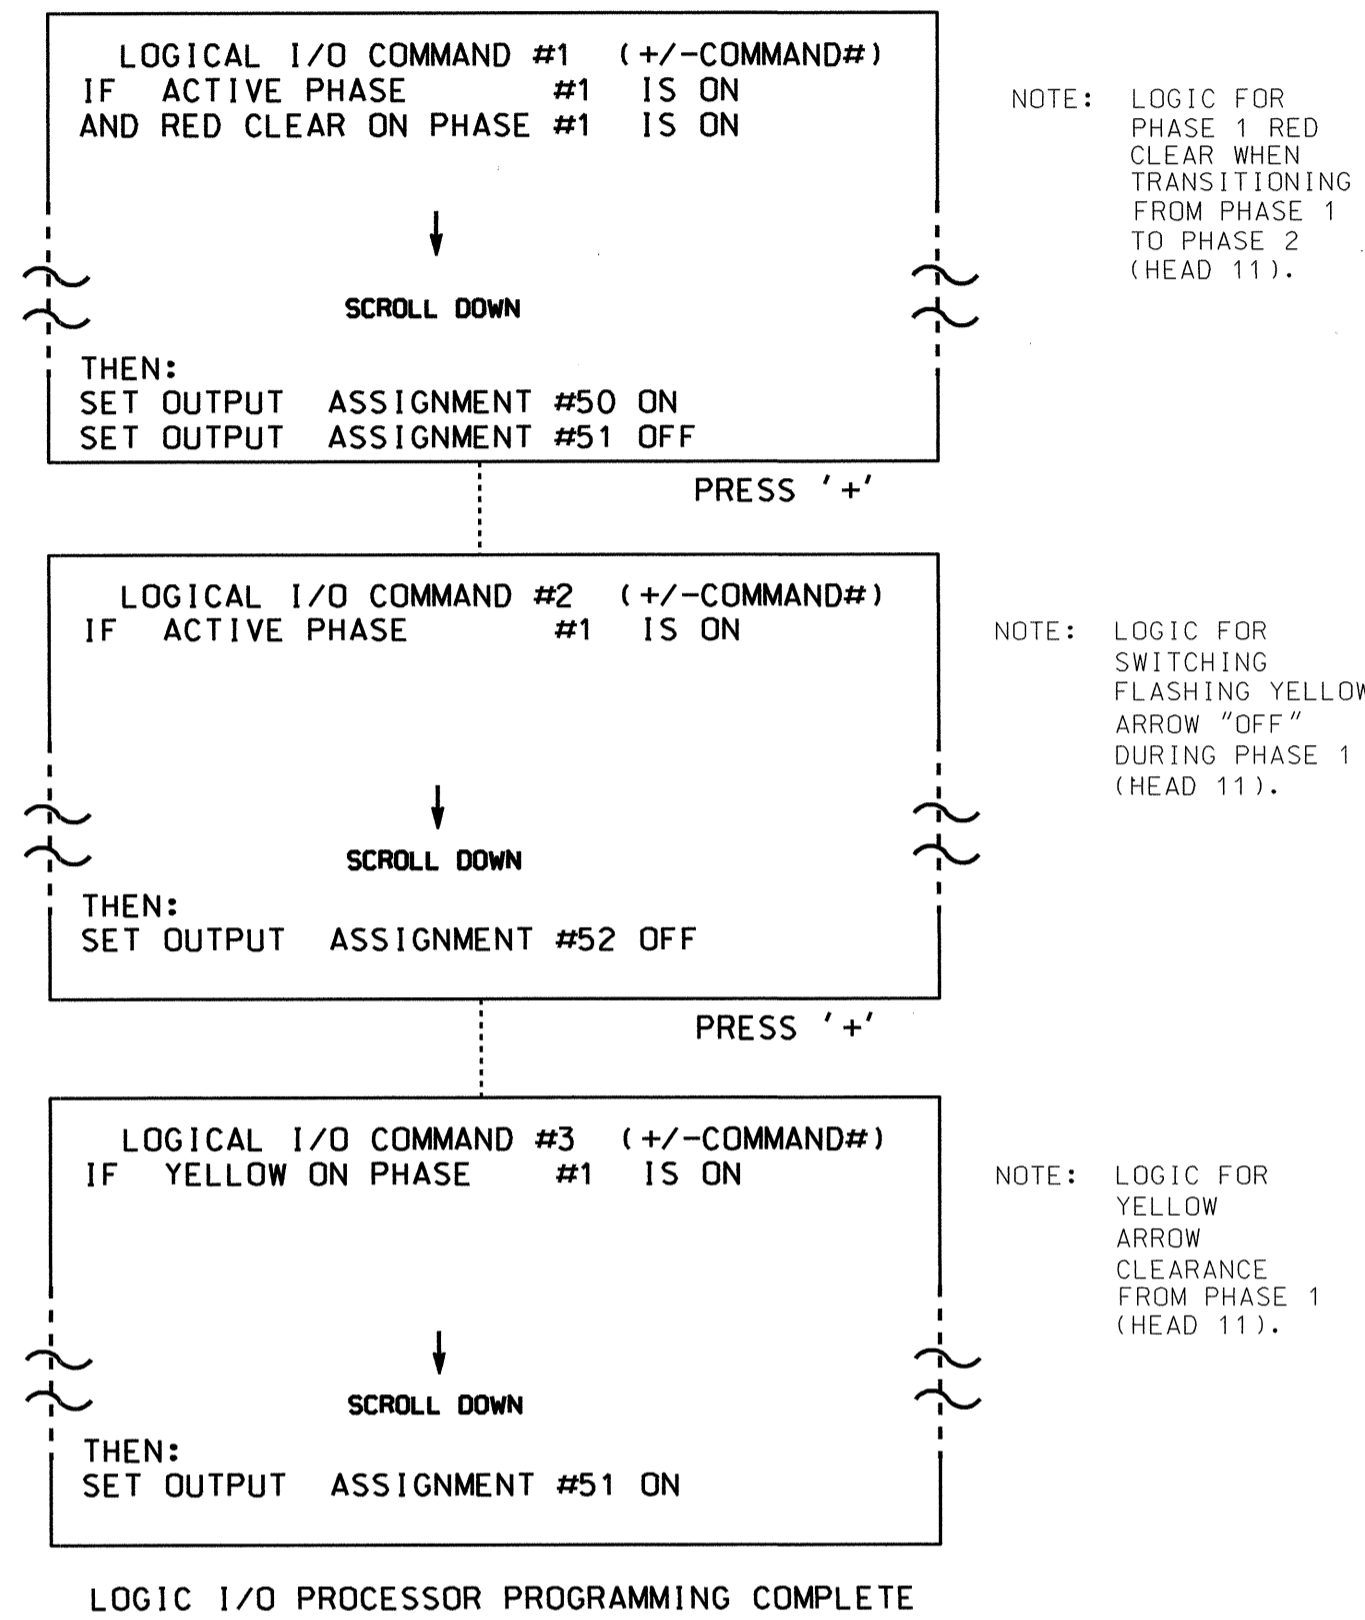 LOGICAL I/O COMMAND #1 (+/-COMMAND#)
IF ACTIVE PHASE #1 IS ON
AND RED CLEAR ON PHASE #1 IS ON
SCROLL DOWN
THEN:
SET OUTPUT ASSIGNMENT #50 ON
SET OUTPUT ASSIGNMENT #51 OFF
NOTE: LOGIC FOR
PHASE 1 RED
CLEAR WHEN
TRANSITIONING
FROM PHASE 1
TO PHASE 2
(HEAD 11).
PRESS '+'
LOGICAL I/O COMMAND #2 (+/-COMMAND#)
IF ACTIVE PHASE #1 IS ON
SCROLL DOWN
THEN:
SET OUTPUT ASSIGNMENT #52 OFF
NOTE: LOGIC FOR
SWITCHING
FLASHING YELLOW
ARROW "OFF"
DURING PHASE 1
(HEAD 11).
PRESS '+'
LOGICAL I/O COMMAND #3 (+/-COMMAND#)
IF YELLOW ON PHASE #1 IS ON
SCROLL DOWN
THEN:
SET OUTPUT ASSIGNMENT #51 ON
NOTE: LOGIC FOR
YELLOW
ARROW
CLEARANCE
FROM PHASE 1
(HEAD 11).
LOGIC I/O PROCESSOR PROGRAMMING COMPLETE